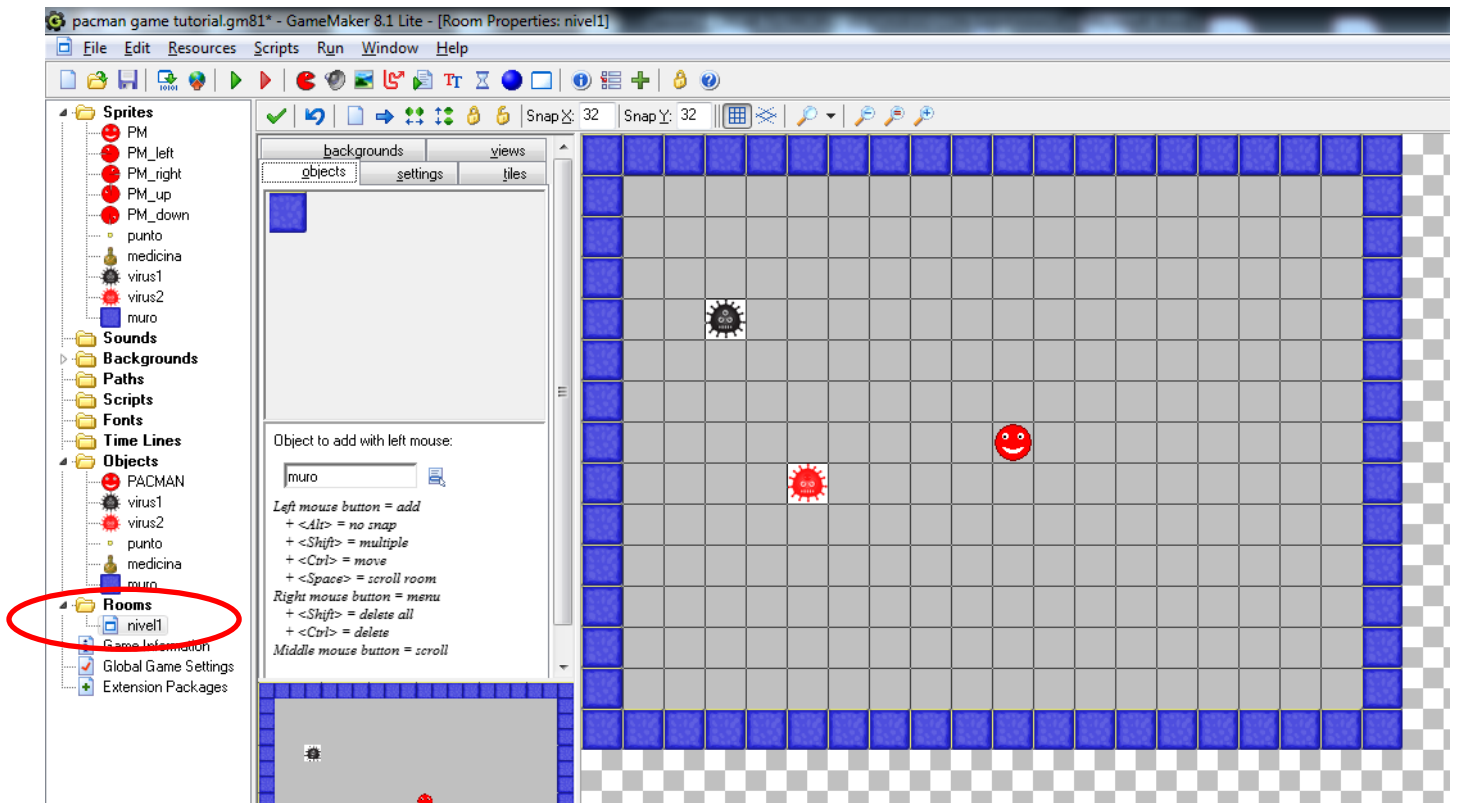 pacman game tutorial.gm81* - GameMaker 8.1 Lite - [Room Properties: nivel1]
File Edit Resources Scripts Run Window Help
Snap X: 32 Snap Y: 32
Sprites
PM
PM_left
PM_right
PM_up
PM_down
punto
medicina
virus1
virus2
muro
Sounds
Backgrounds
Paths
Scripts
Fonts
Time Lines
Objects
PACMAN
virus1
virus2
punto
medicina
muro
Rooms
nivel1
Game Information
Global Game Settings
Extension Packages
backgrounds views
objects settings tiles
Object to add with left mouse:
muro
Left mouse button = add
+ <Alt> = no snap
+ <Shift> = multiple
+ <Ctrl> = move
+ <Space> = scroll room
Right mouse button = menu
+ <Shift> = delete all
+ <Ctrl> = delete
Middle mouse button = scroll